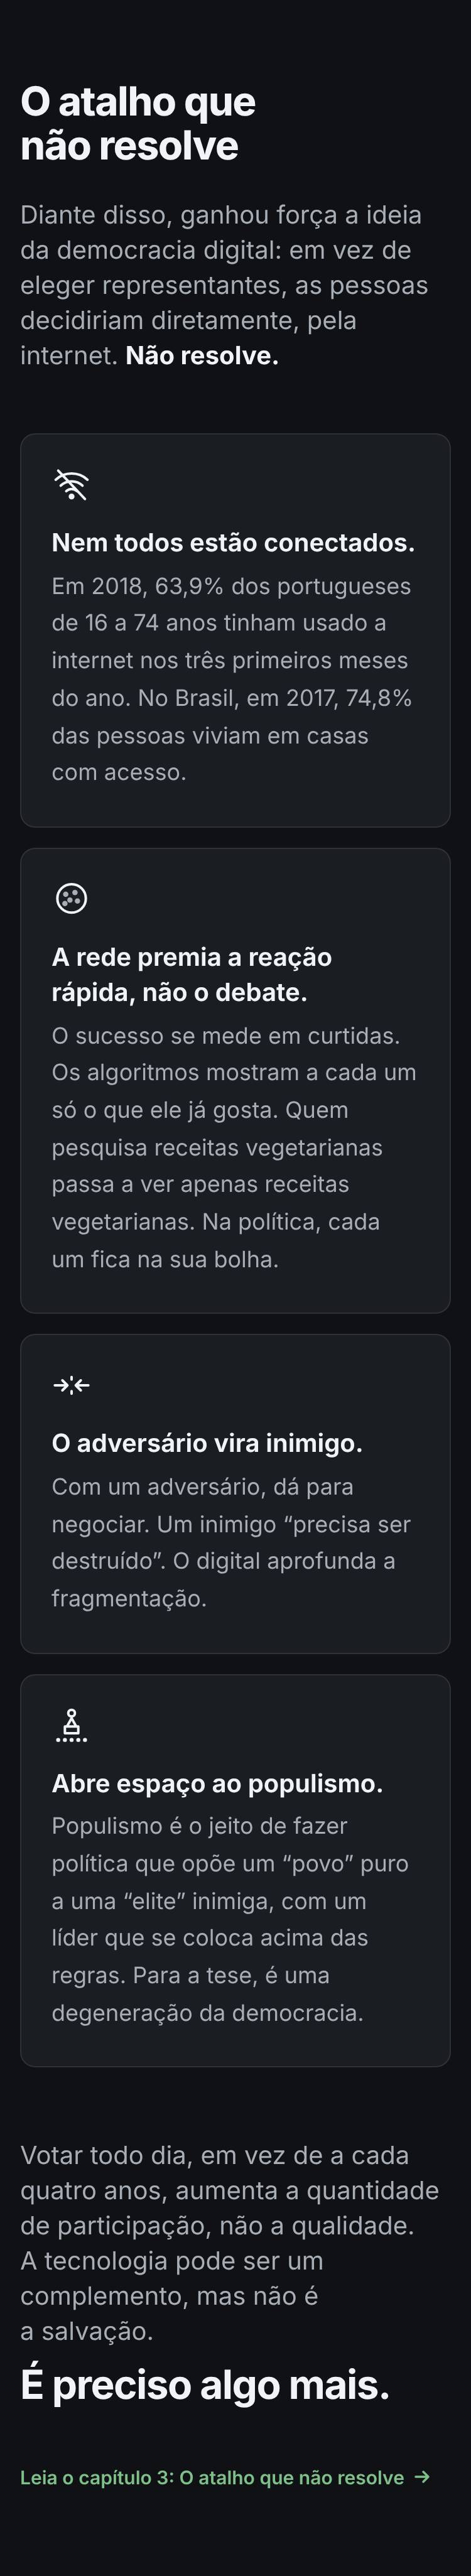 O atalho que
não resolve
Diante disso, ganhou força a ideia
da democracia digital: em vez de
eleger representantes, as pessoas
decidiriam diretamente, pela
internet. Não resolve.
Nem todos estão conectados.
Em 2018, 63,9% dos portugueses
de 16 a 74 anos tinham usado a
internet nos três primeiros meses
do ano. No Brasil, em 2017, 74,8%
das pessoas viviam em casas
com acesso.
A rede premia a reação
rápida, não o debate.
O sucesso se mede em curtidas.
Os algoritmos mostram a cada um
só o que ele já gosta. Quem
pesquisa receitas vegetarianas
passa a ver apenas receitas
vegetarianas. Na política, cada
um fica na sua bolha.
O adversário vira inimigo.
Com um adversário, dá para
negociar. Um inimigo “precisa ser
destruído”. O digital aprofunda a
fragmentação.
Abre espaço ao populismo.
Populismo é o jeito de fazer
política que opõe um “povo” puro
a uma “elite” inimiga, com um
líder que se coloca acima das
regras. Para a tese, é uma
degeneração da democracia.
Votar todo dia, em vez de a cada
quatro anos, aumenta a quantidade
de participação, não a qualidade.
A tecnologia pode ser um
complemento, mas não é
a salvação.
É preciso algo mais.
Leia o capítulo 3: O atalho que não resolve →